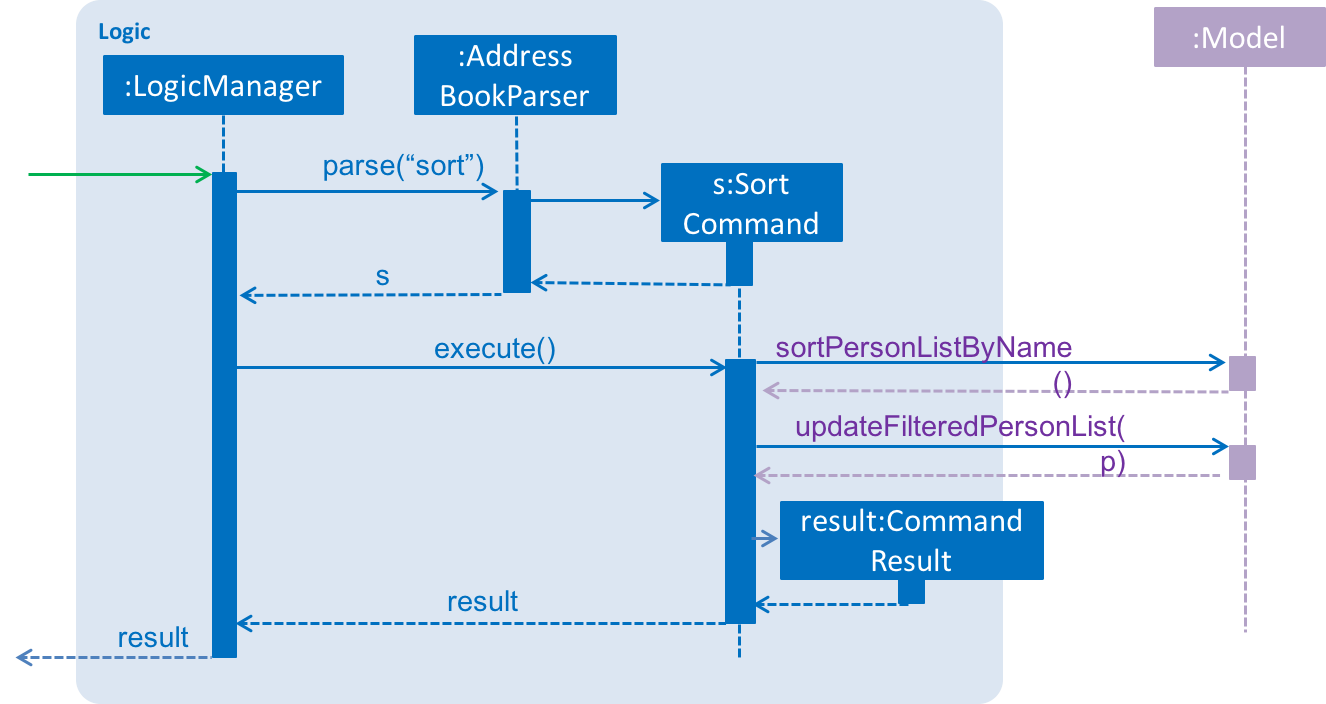 Logic
:LogicManager
:Address
BookParser
:Model
parse(“sort”)
s:Sort
Command
s
execute()
sortPersonListByName
()
updateFilteredPersonList(
p)
result:Command
Result
result
result